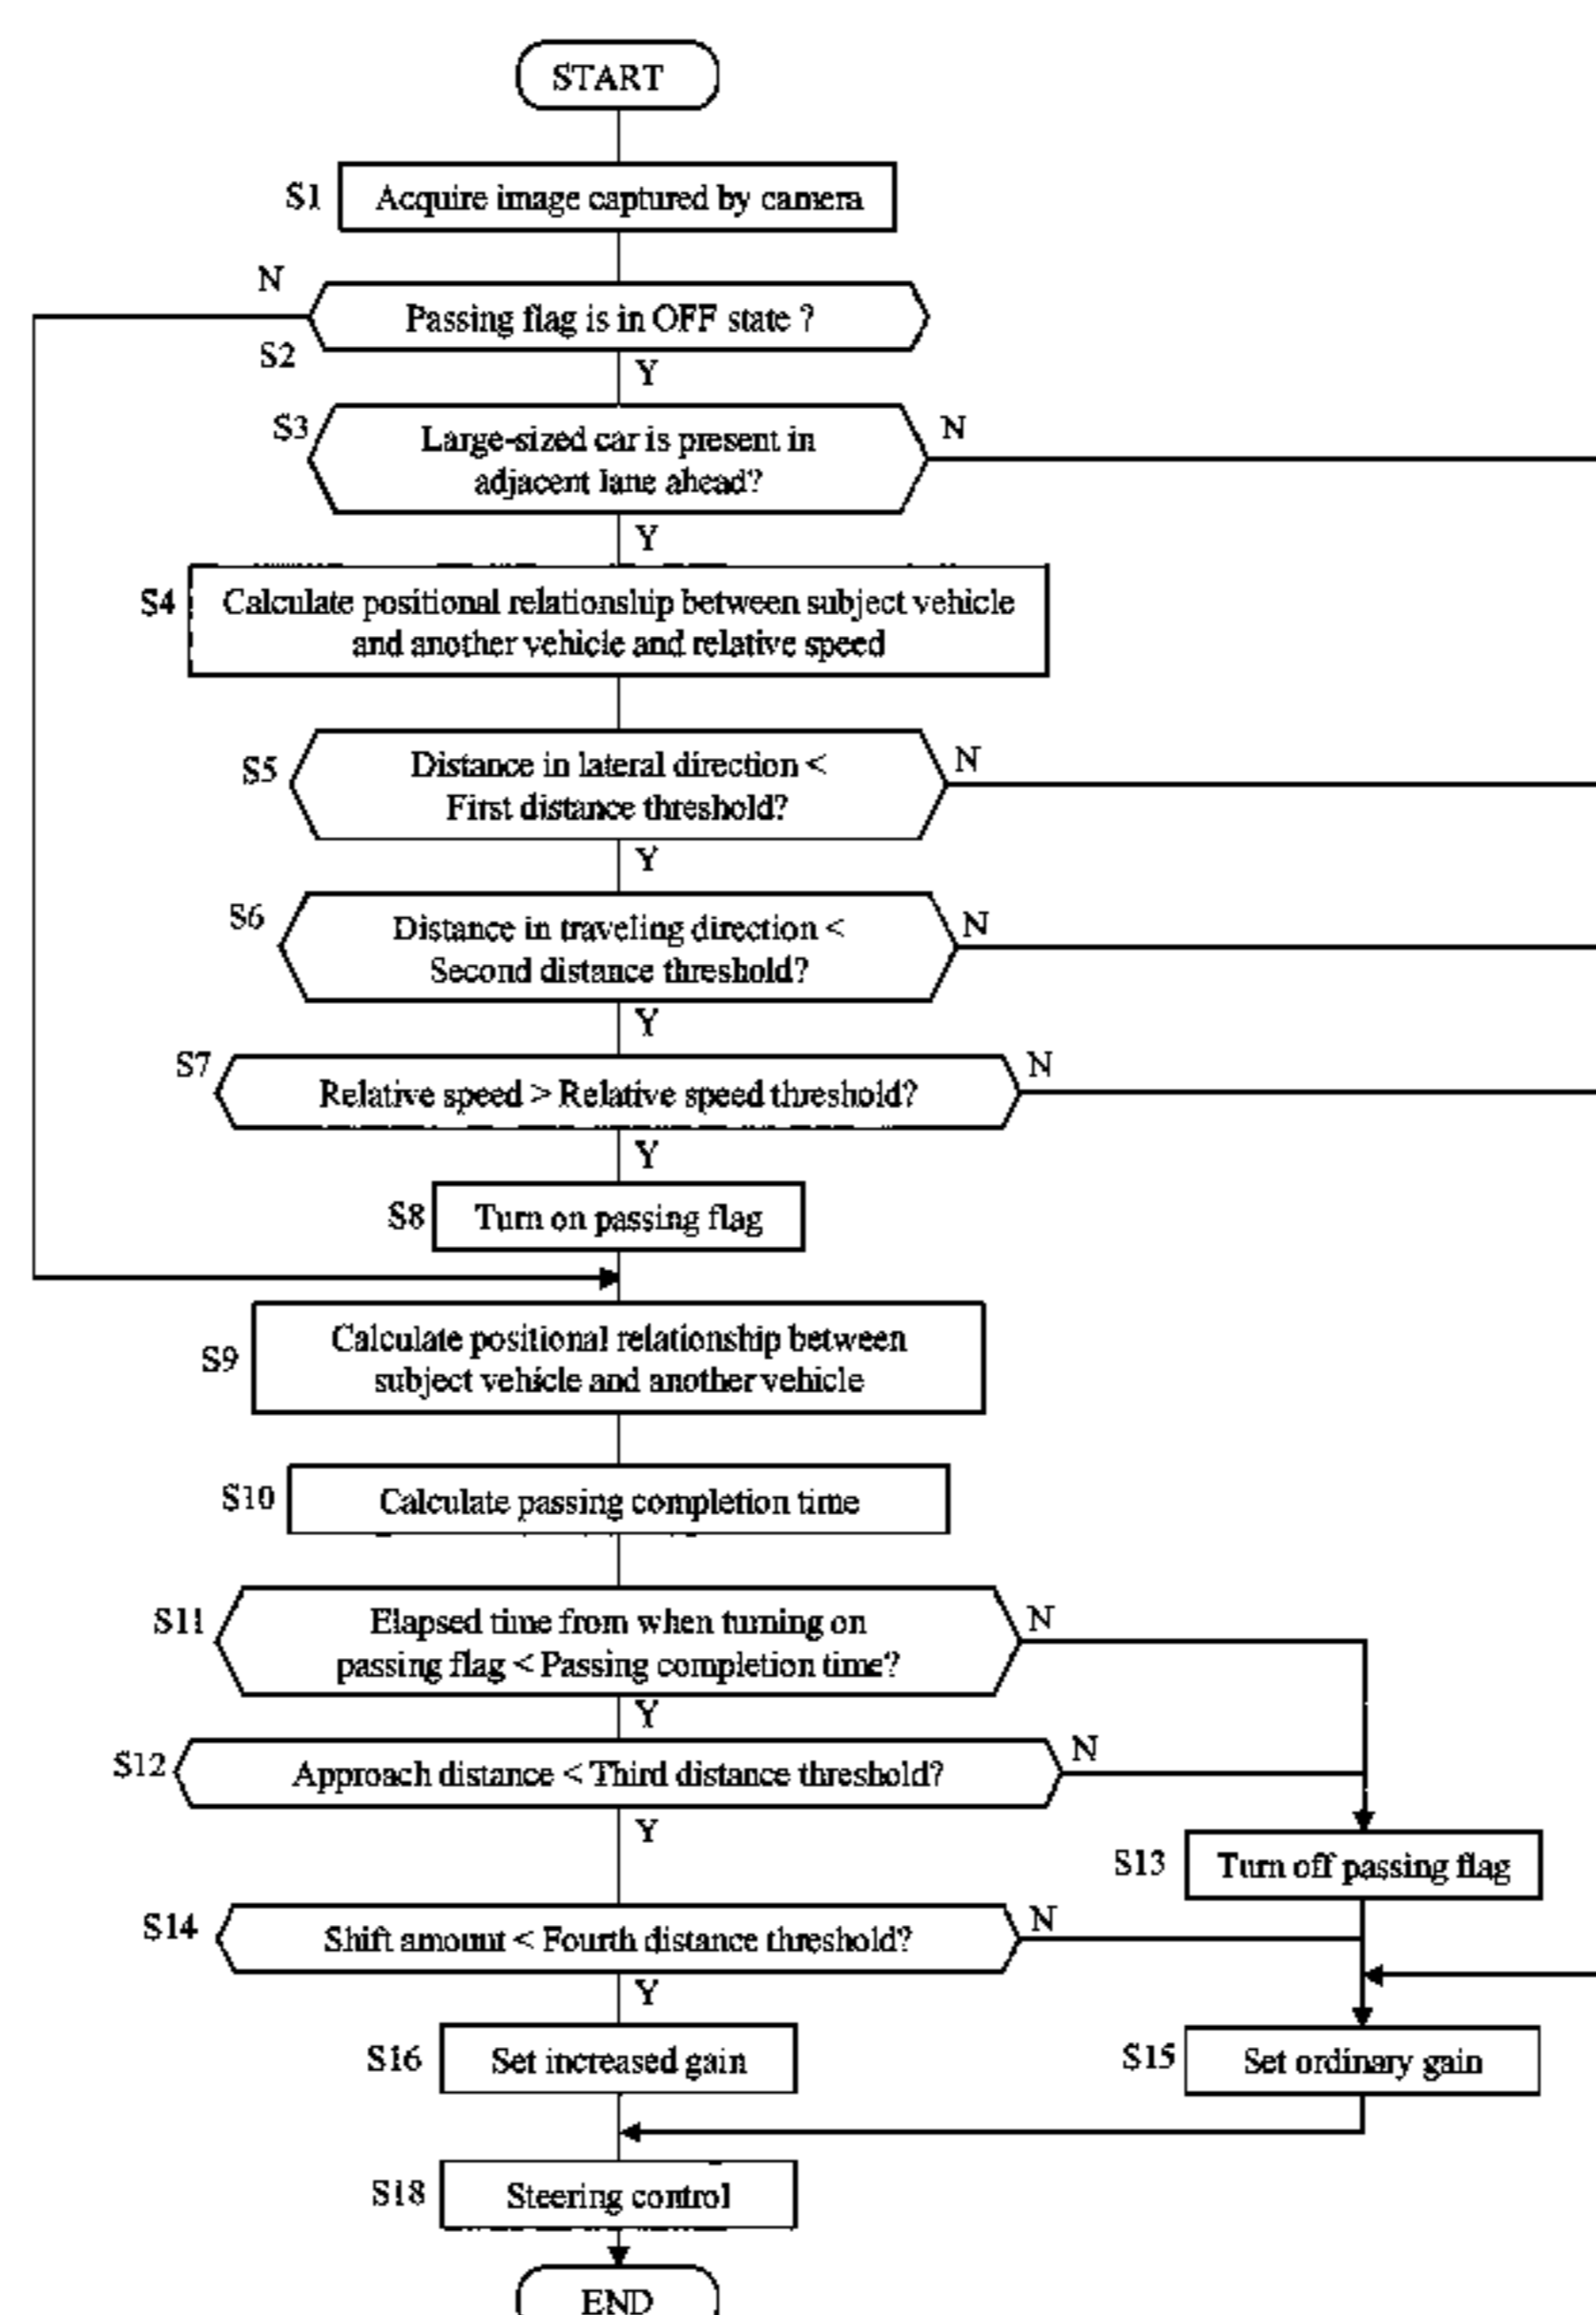 START
S1
Acquire image captured by camera
N
Passing flag is in OFF state ?
S2
Y
S3
Large-sized car is present in
adjacent lane ahead?
N
Y
S4
Calculate positional relationship between subject vehicle
and another vehicle and relative speed
S5
Distance in lateral direction <
First distance threshold?
N
Y
S6
Distance in traveling direction <
Second distance threshold?
N
Y
S7
Relative speed > Relative speed threshold?
N
Y
S8
Turn on passing flag
S9
Calculate positional relationship between
subject vehicle and another vehicle
S10
Calculate passing completion time
S11
Elapsed time from when turning on
passing flag < Passing completion time?
N
Y
S12
Approach distance < Third distance threshold?
N
Y
S13
Turn off passing flag
S14
Shift amount < Fourth distance threshold?
N
Y
S16
Set increased gain
S15
Set ordinary gain
S18
Steering control
END